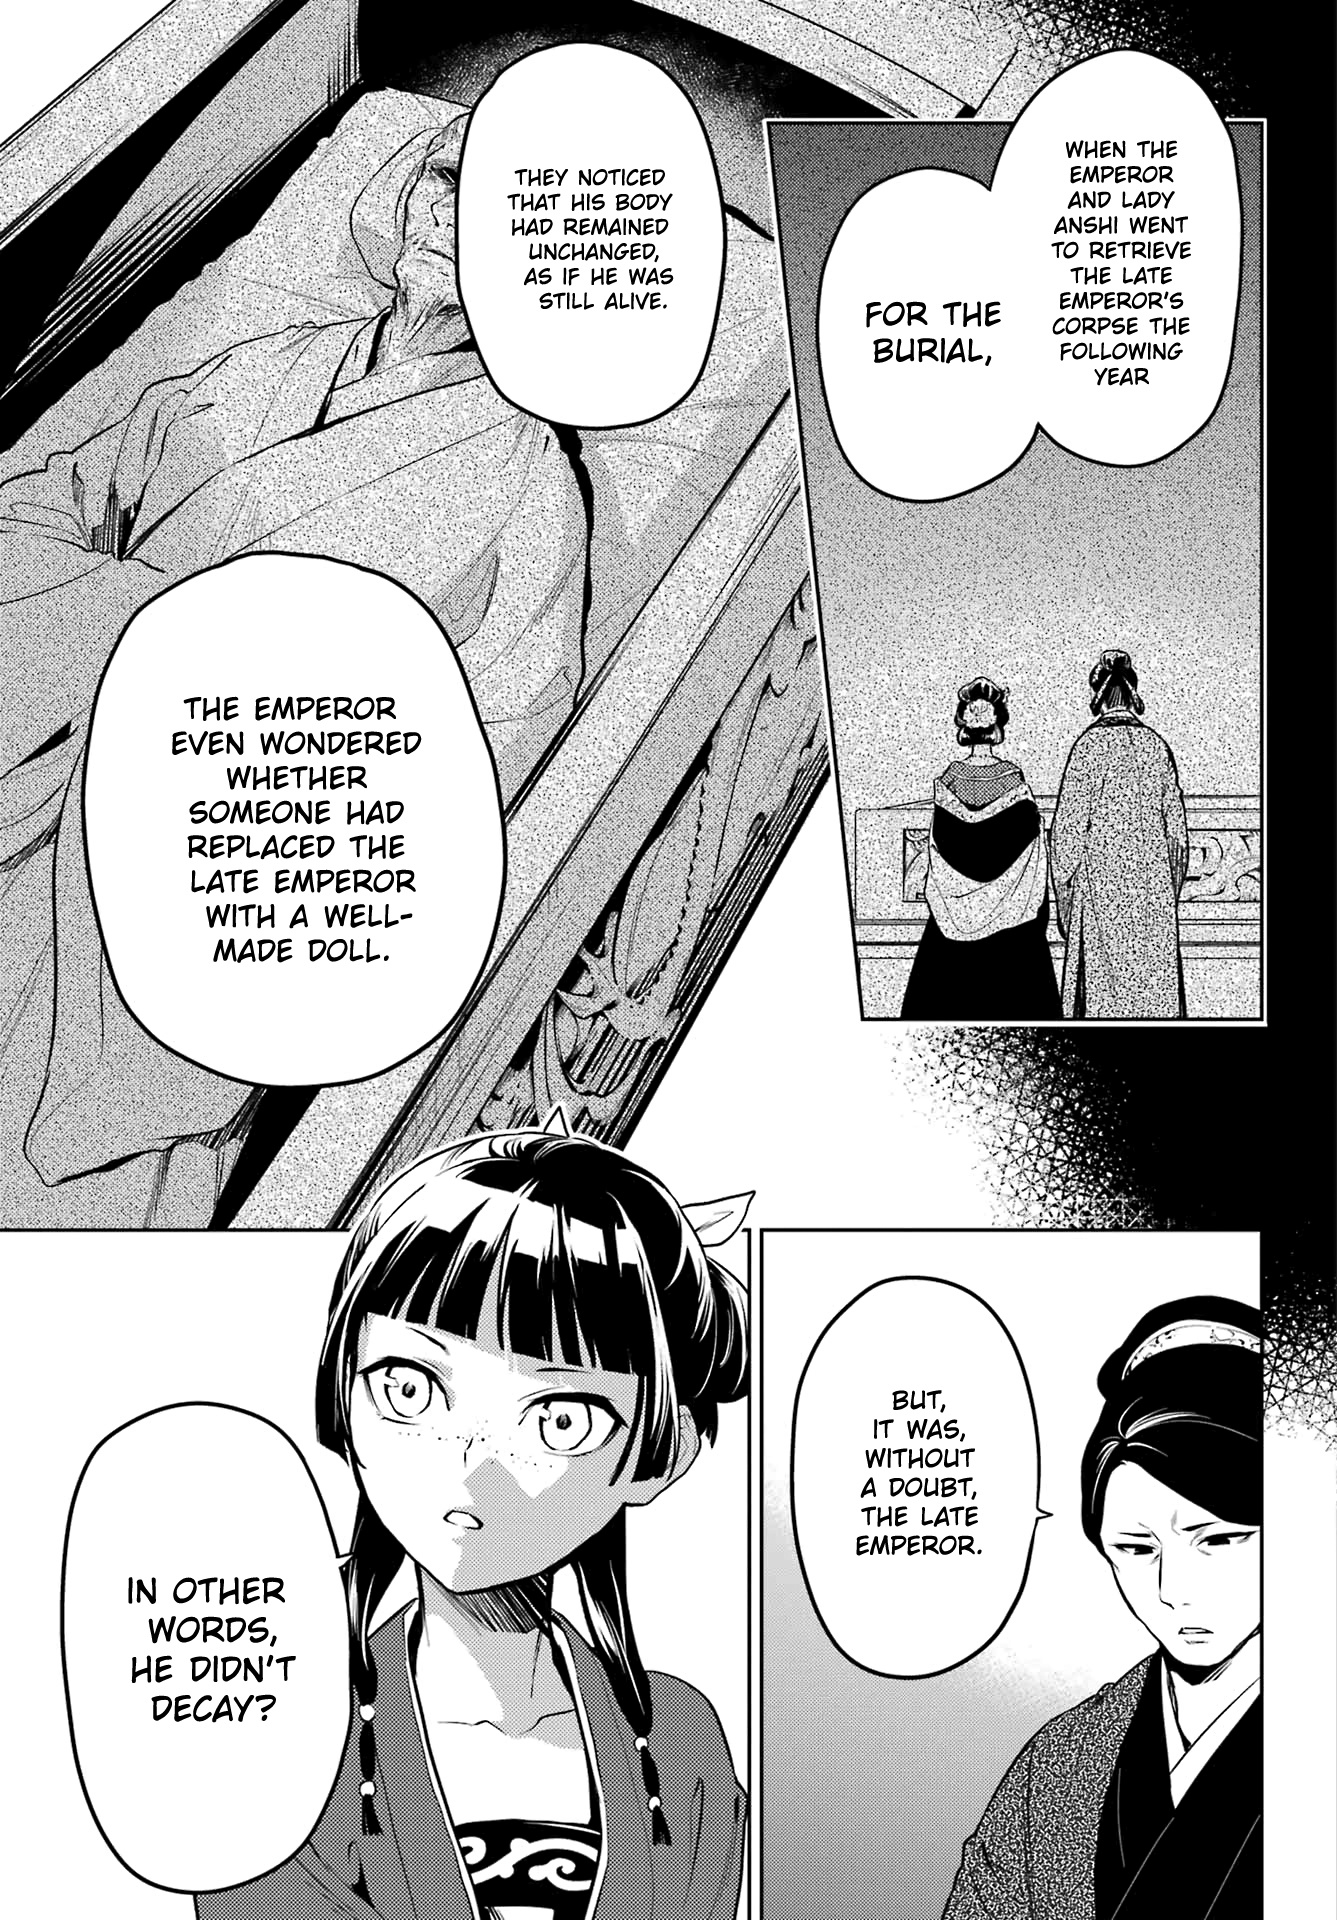 WHEN THE
EMPEROR
AND LADY
ANSHI WENT
TO RETRIEVE
THE LATE
EMPEROR'S
CORPSE THE
FOLLOWING
YEAR
FOR THE
BURIAL,
THEY NOTICED
THAT HIS BODY
HAD REMAINED
UNCHANGED,
AS IF HE WAS
STILL ALIVE.
THE EMPEROR
EVEN WONDERED
WHETHER
SOMEONE HAD
REPLACED THE
LATE EMPEROR
WITH A WELL-
MADE DOLL.
BUT,
IT WAS,
WITHOUT
A DOUBT,
THE LATE
EMPEROR.
IN OTHER
WORDS,
HE DIDN'T
DECAY?